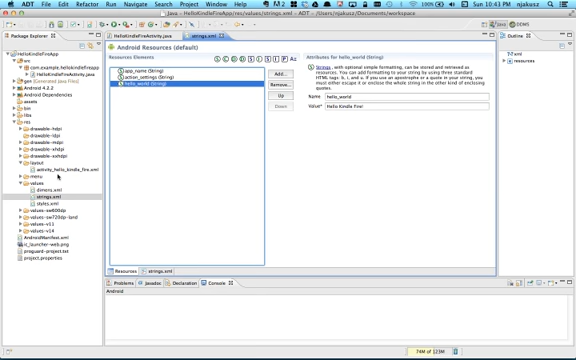 ADT File Edit Run Source Navigate Search Project Refactor Window Help
Sun 10:43 PM njakusz
Java - HelloKindleFireApp/res/values/strings.xml - ADT - /Users/njakusz/Documents/workspace
Java DDMS
Package Explorer
HelloKindleFireApp
src
com.example.hellokindlefireapp
HelloKindleFireActivity.java
gen [Generated Java Files]
Android 4.2.2
Android Dependencies
assets
bin
libs
res
drawable-hdpi
drawable-ldpi
drawable-mdpi
drawable-xhdpi
drawable-xxhdpi
layout
activity_hello_kindle_fire.xml
menu
values
dimens.xml
strings.xml
styles.xml
values-sw600dp
values-sw720dp-land
values-v11
values-v14
AndroidManifest.xml
ic_launcher-web.png
proguard-project.txt
project.properties
HelloKindleFireActivity.java
strings.xml
Android Resources (default)
Resources Elements
Az
app_name (String)
action_settings (String)
hello_world (String)
Add...
Remove...
Up
Down
Attributes for hello_world (String)
Strings, with optional simple formatting, can be stored and retrieved as
resources. You can add formatting to your string by using three standard
HTML tags: b, i, and u. If you use an apostrophe or a quote in your string, you
must either escape it or enclose the whole string in the other kind of
enclosing quotes.
Name hello_world
Value* Hello Kindle Fire!
Resources strings.xml
Outline
resources
Problems Javadoc Declaration Console
Android
74M of 123M